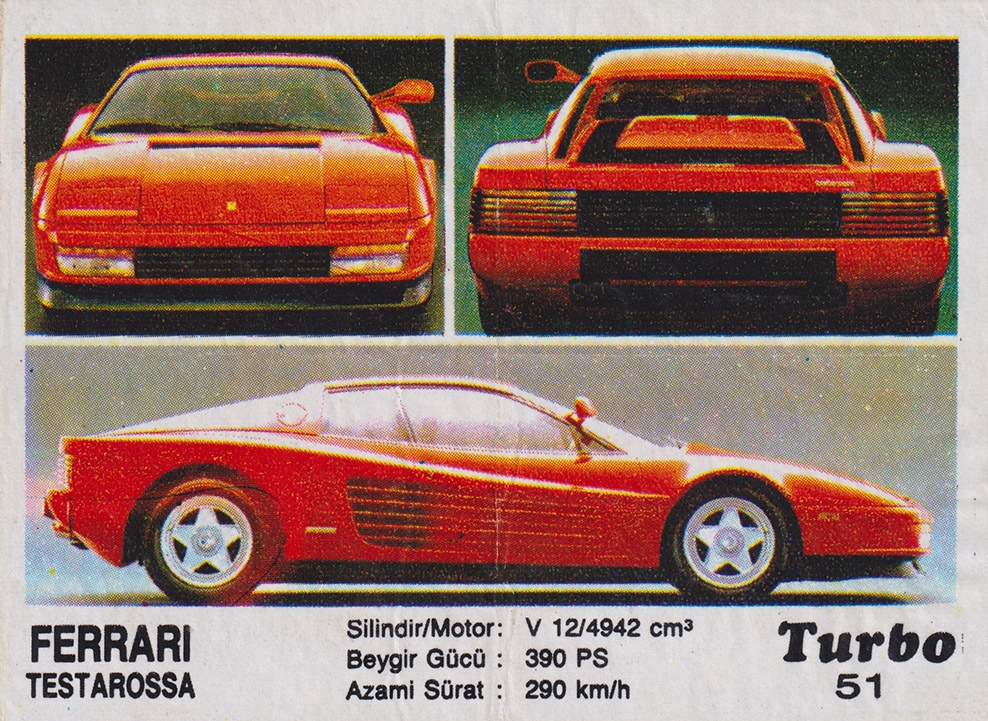 FERRARI
TESTAROSSA
Silindir/Motor: V 12/4942 cm³
Beygir Gücü : 390 PS
Azami Sürat : 290 km/h
Turbo
51